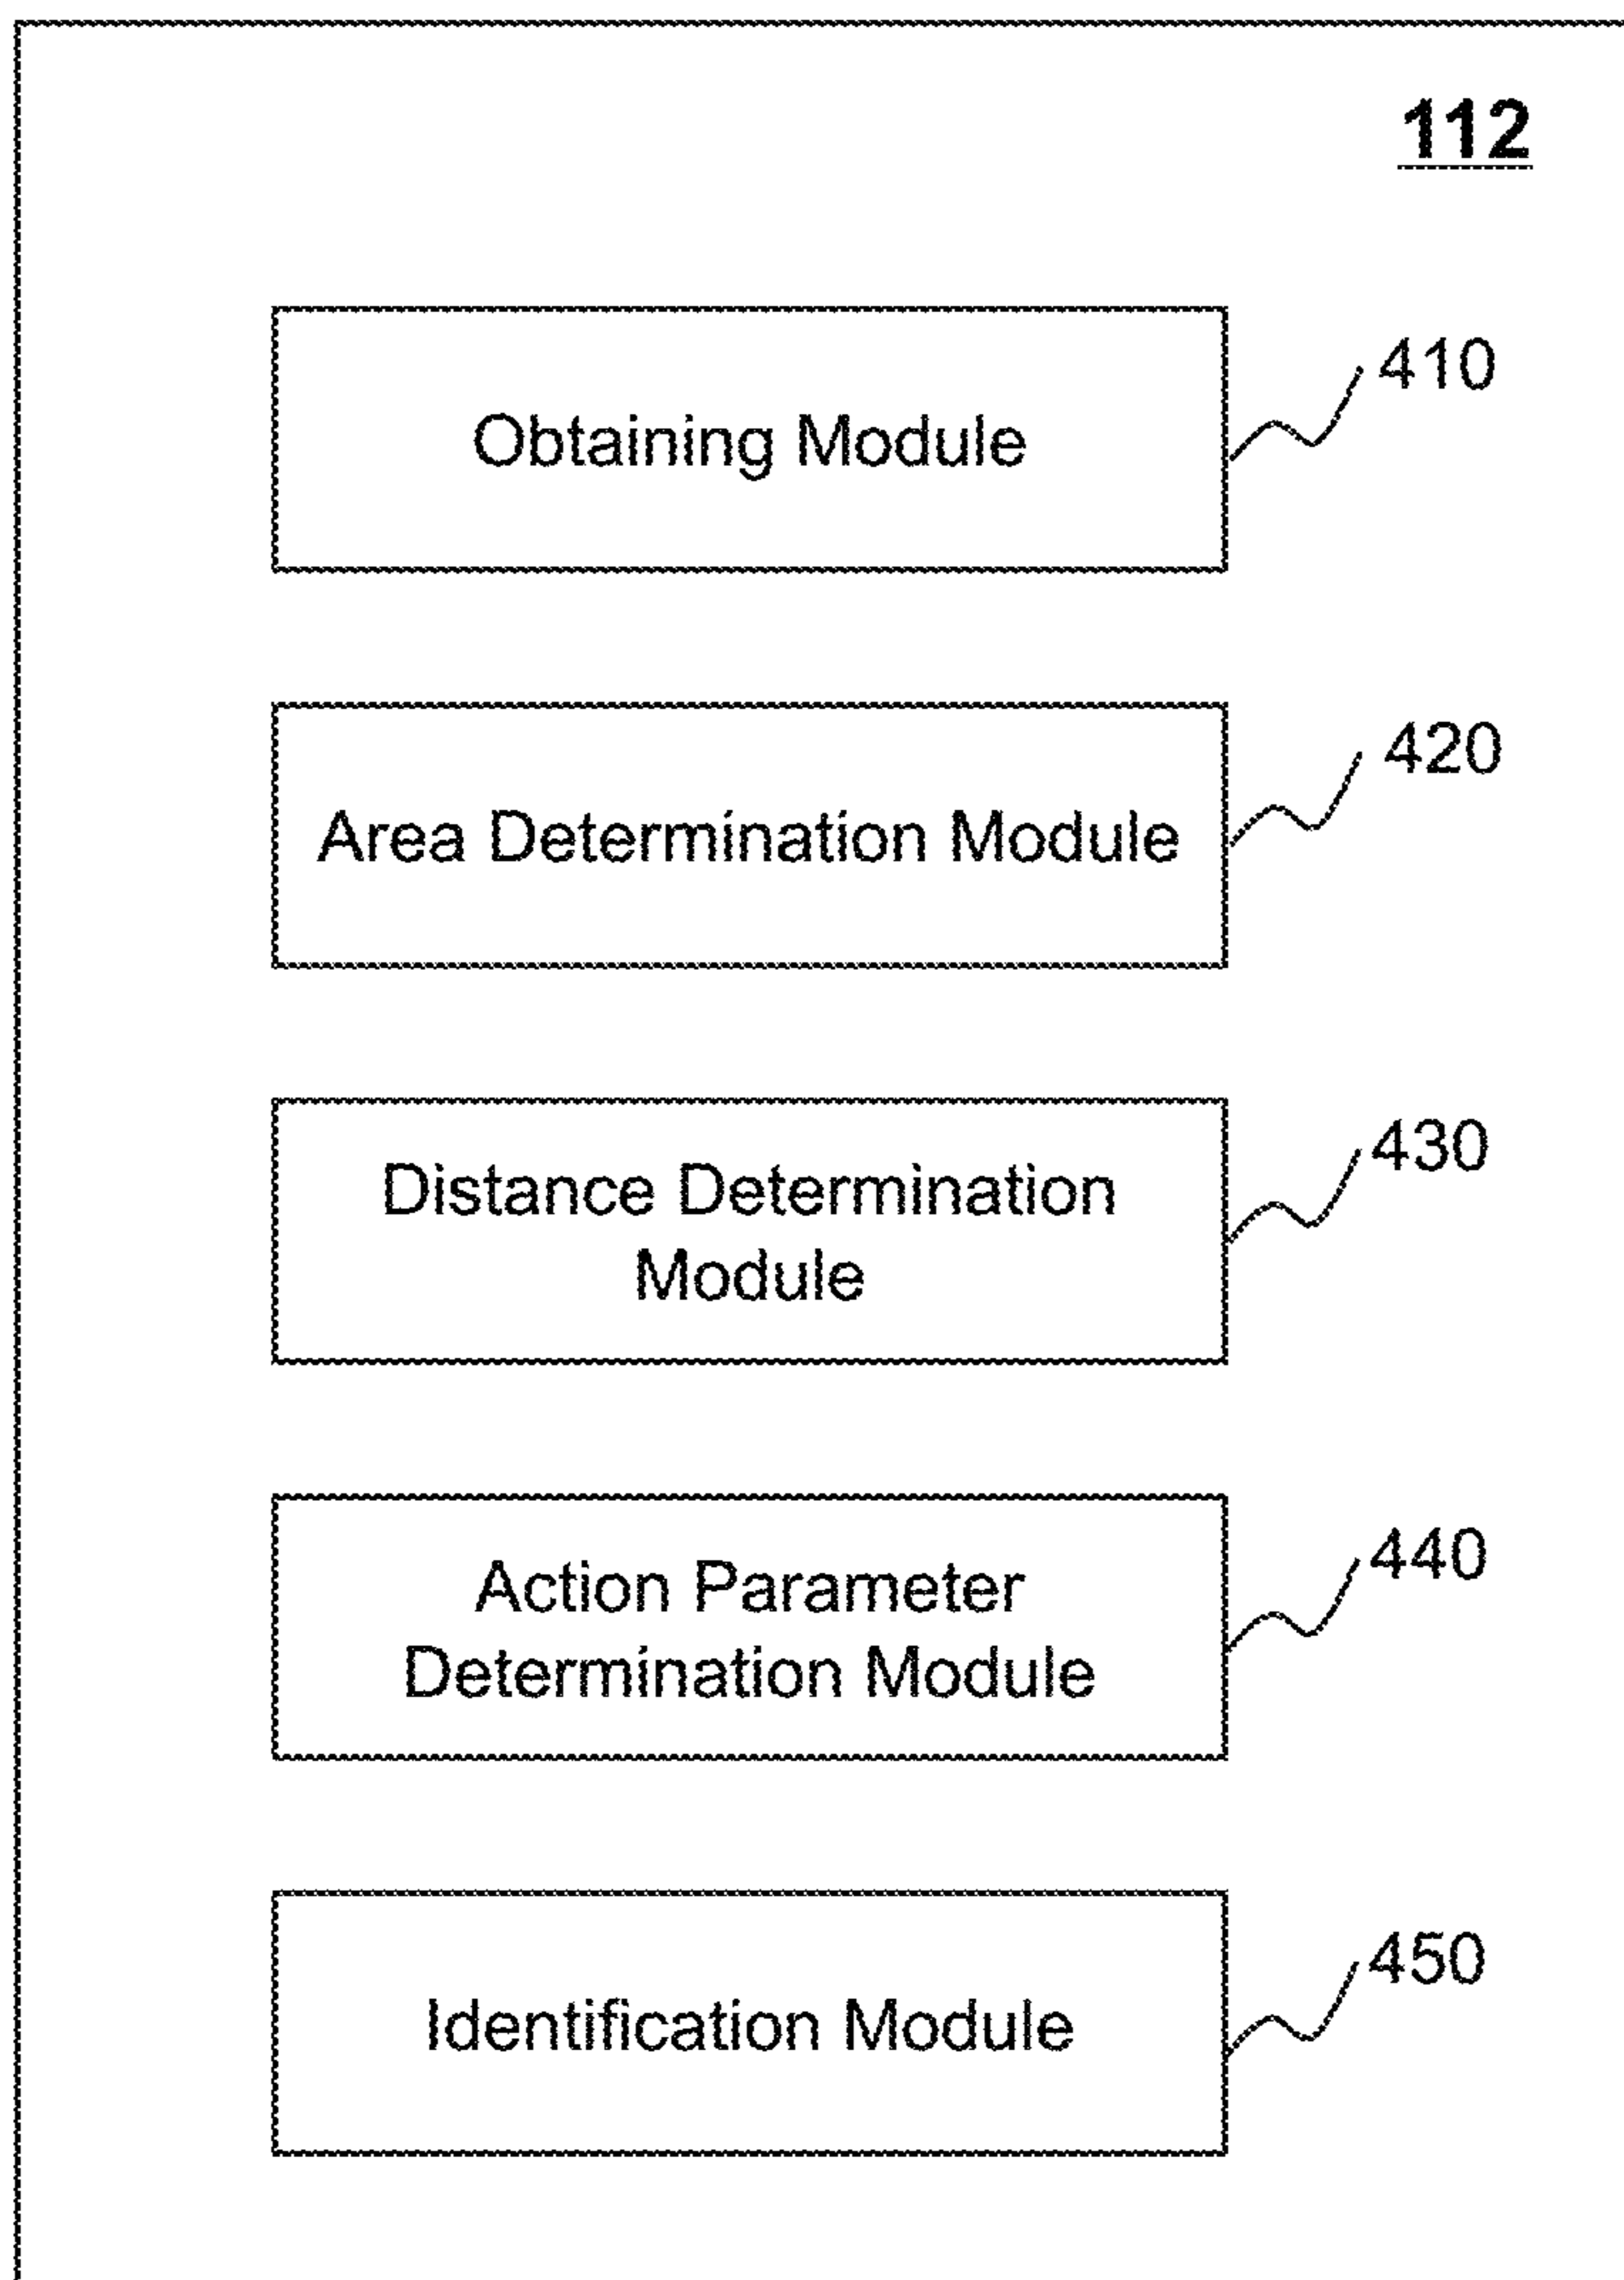 112
Obtaining Module
410
Area Determination Module
420
Distance Determination
Module
430
Action Parameter
Determination Module
440
Identification Module
450